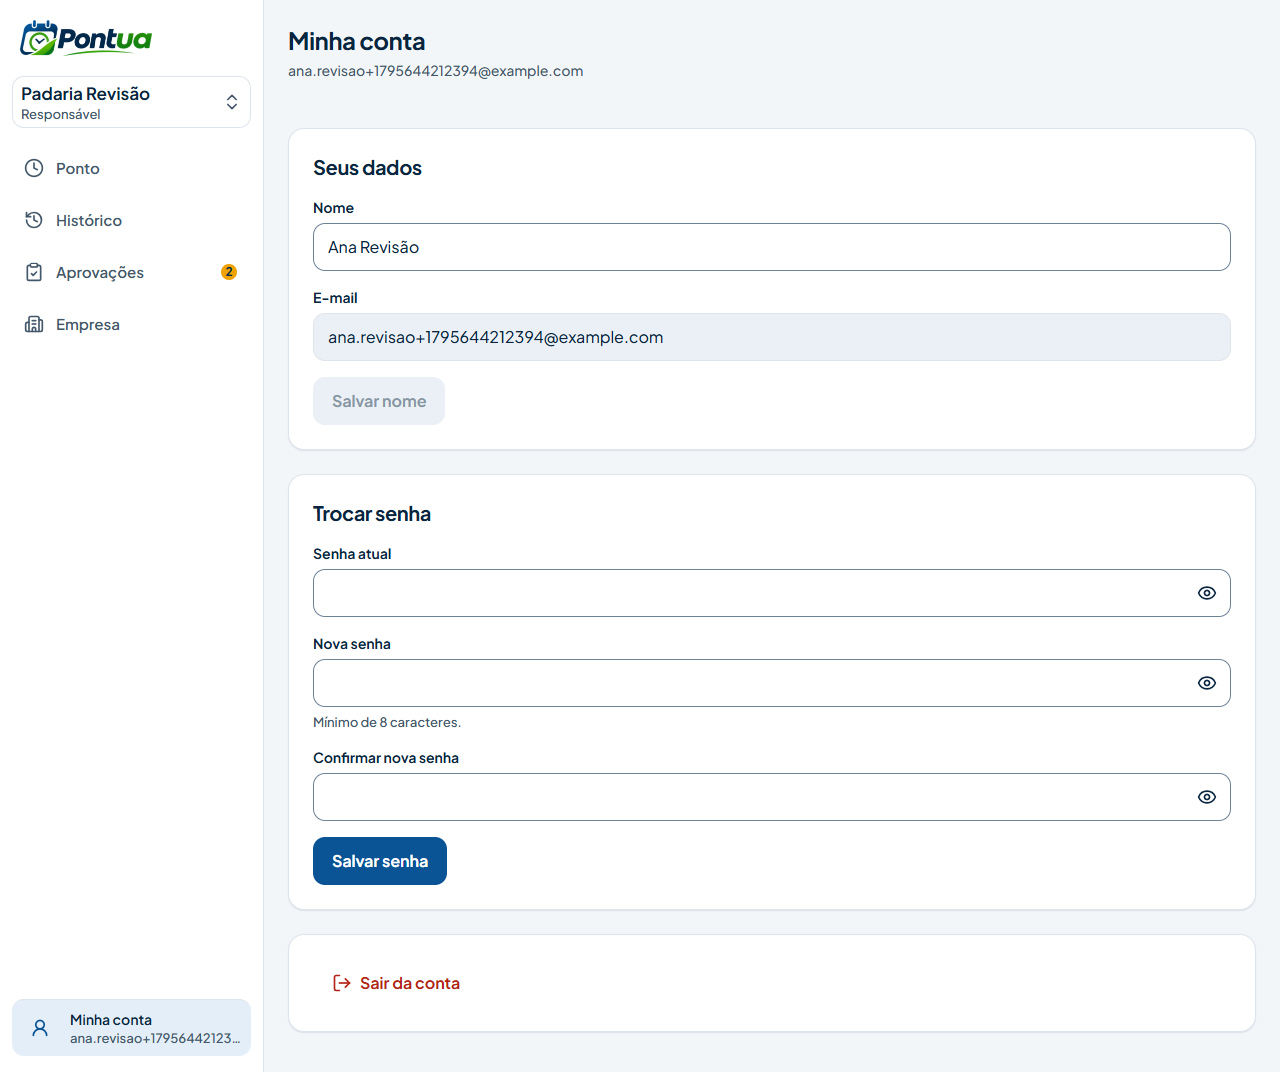 Pontua
Padaria Revisão
Responsável
Ponto
Histórico
Aprovações 2
Empresa
Minha conta
ana.revisao+17956442123...
Minha conta
ana.revisao+1795644212394@example.com
Seus dados
Nome
Ana Revisão
E-mail
ana.revisao+1795644212394@example.com
Salvar nome
Trocar senha
Senha atual
Nova senha
Mínimo de 8 caracteres.
Confirmar nova senha
Salvar senha
Sair da conta